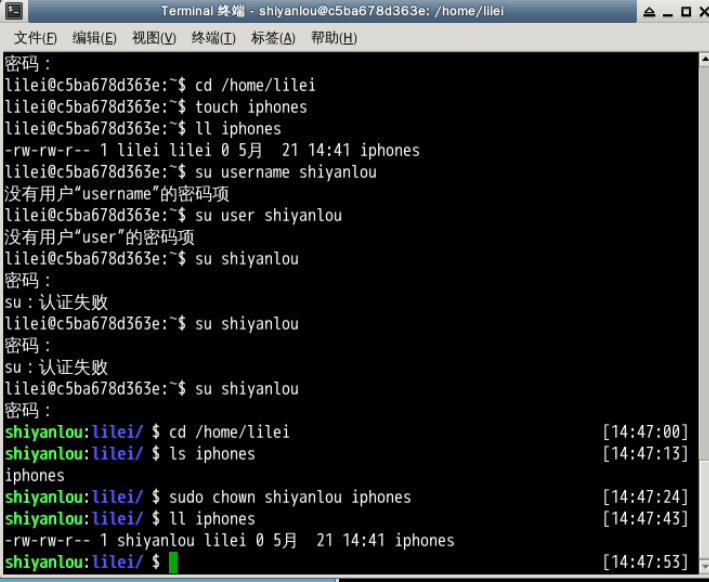 Terminal 终端 - shiyanlou@c5ba678d363e: /home/lilei
文件(F) 编辑(E) 视图(V) 终端(T) 标签(A) 帮助(H)
密码：
lilei@c5ba678d363e:~$ cd /home/lilei
lilei@c5ba678d363e:~$ touch iphones
lilei@c5ba678d363e:~$ ll iphones
-rw-rw-r-- 1 lilei lilei 0 5月  21 14:41 iphones
lilei@c5ba678d363e:~$ su username shiyanlou
没有用户“username”的密码项
lilei@c5ba678d363e:~$ su user shiyanlou
没有用户“user”的密码项
lilei@c5ba678d363e:~$ su shiyanlou
密码：
su：认证失败
lilei@c5ba678d363e:~$ su shiyanlou
密码：
su：认证失败
lilei@c5ba678d363e:~$ su shiyanlou
密码：
shiyanlou:lilei/ $ cd /home/lilei [14:47:00]
shiyanlou:lilei/ $ ls iphones [14:47:13]
iphones
shiyanlou:lilei/ $ sudo chown shiyanlou iphones [14:47:24]
shiyanlou:lilei/ $ ll iphones [14:47:43]
-rw-rw-r-- 1 shiyanlou lilei 0 5月  21 14:41 iphones
shiyanlou:lilei/ $ [14:47:53]